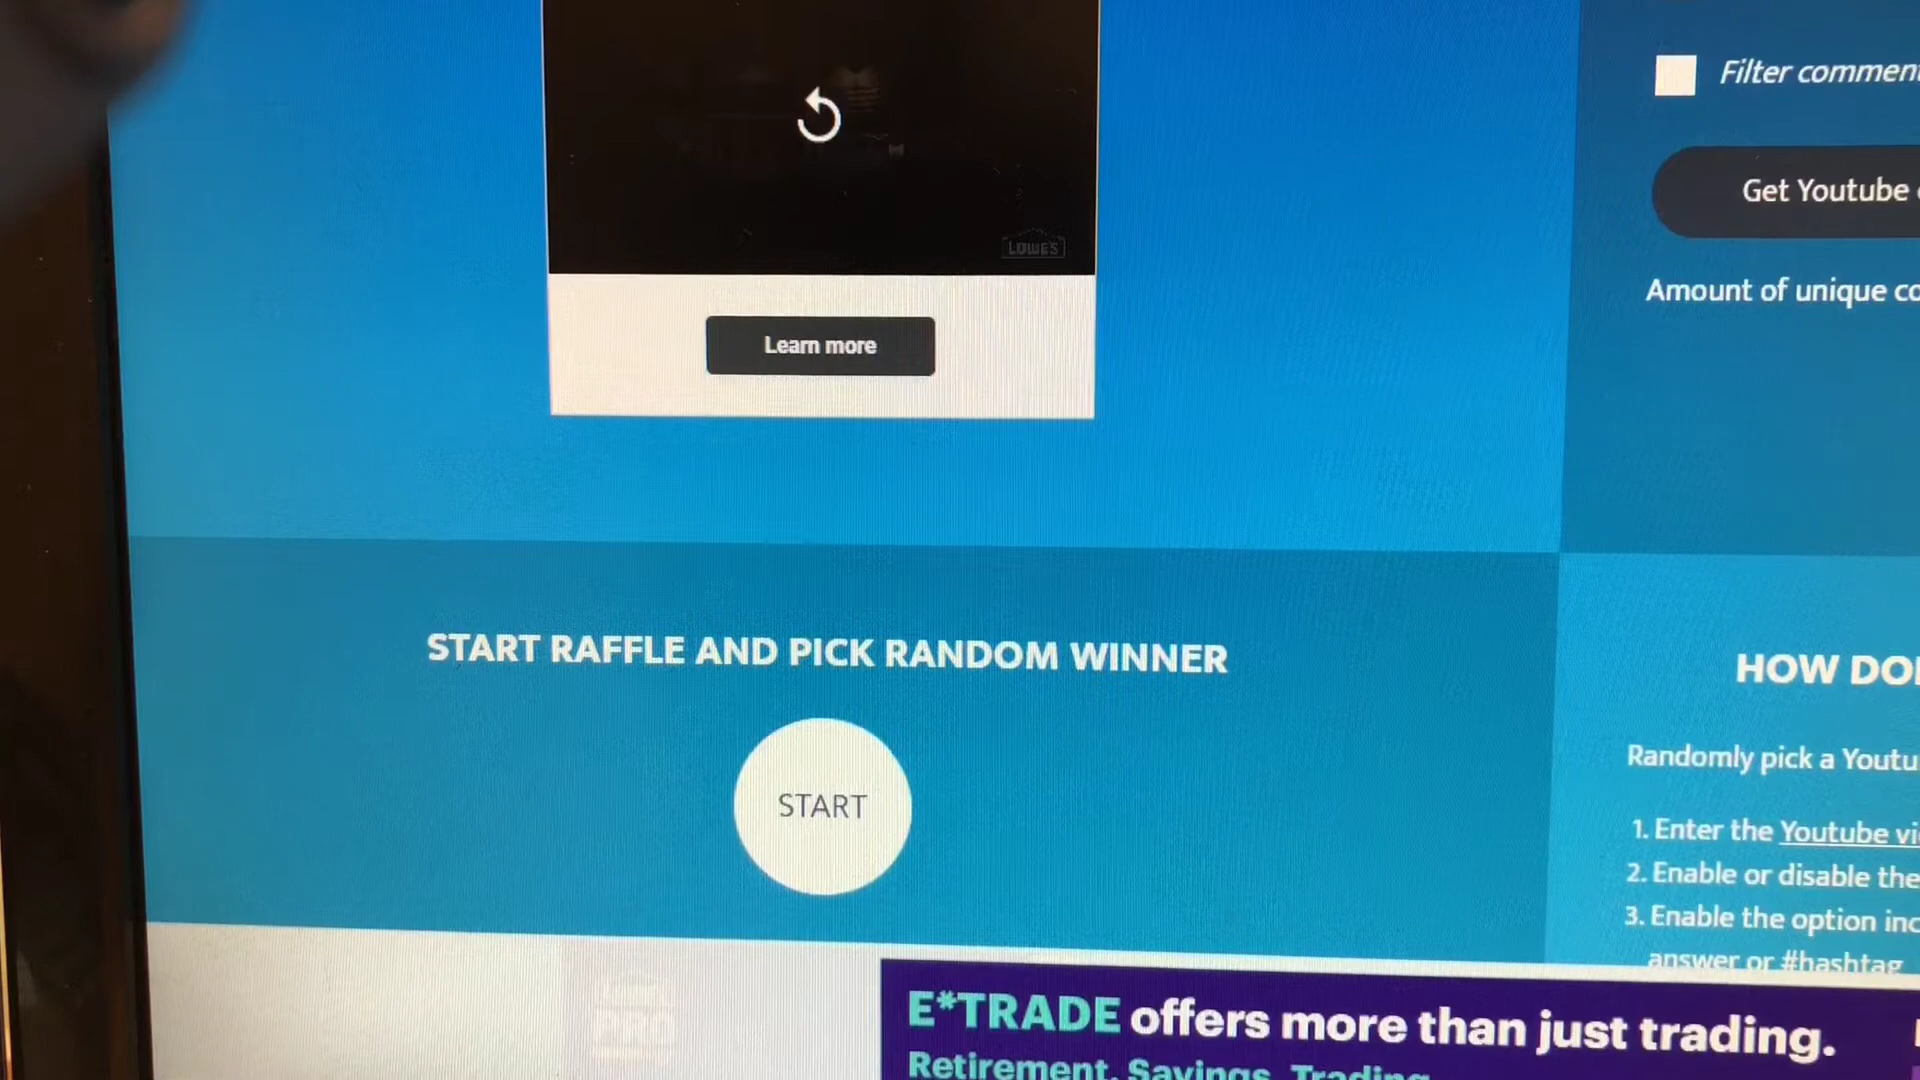 Filter commen
Get Youtube
Amount of unique co
LOWE'S
Learn more
START RAFFLE AND PICK RANDOM WINNER
START
HOW DO
Randomly pick a Youtu
1. Enter the Youtube vi
2. Enable or disable the
3. Enable the option inc
answer or #hashtag
PRO
E*TRADE offers more than just trading.
Retirement, Savings, Trading